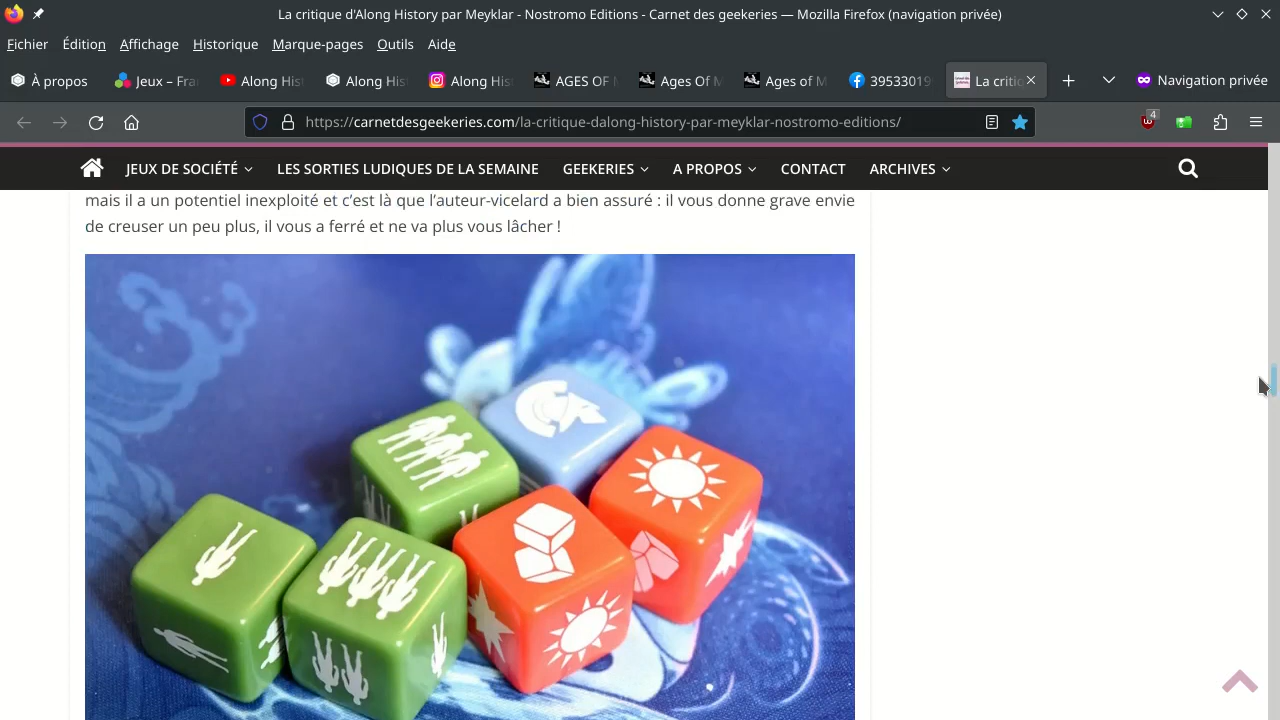 La critique d'Along History par Meyklar - Nostromo Editions - Carnet des geekeries — Mozilla Firefox (navigation privée)
Fichier Édition Affichage Historique Marque-pages Outils Aide
À propos Jeux – Fra Along His Along His Along His AGES OF M Ages Of M Ages of M 39533019 La critic Navigation privée
https://carnetdesgeekeries.com/la-critique-dalong-history-par-meyklar-nostromo-editions/ 4
JEUX DE SOCIÉTÉ LES SORTIES LUDIQUES DE LA SEMAINE GEEKERIES A PROPOS CONTACT ARCHIVES
mais il a un potentiel inexploité et c’est là que l’auteur-vicelard a bien assuré : il vous donne grave envie
de creuser un peu plus, il vous a ferré et ne va plus vous lâcher !